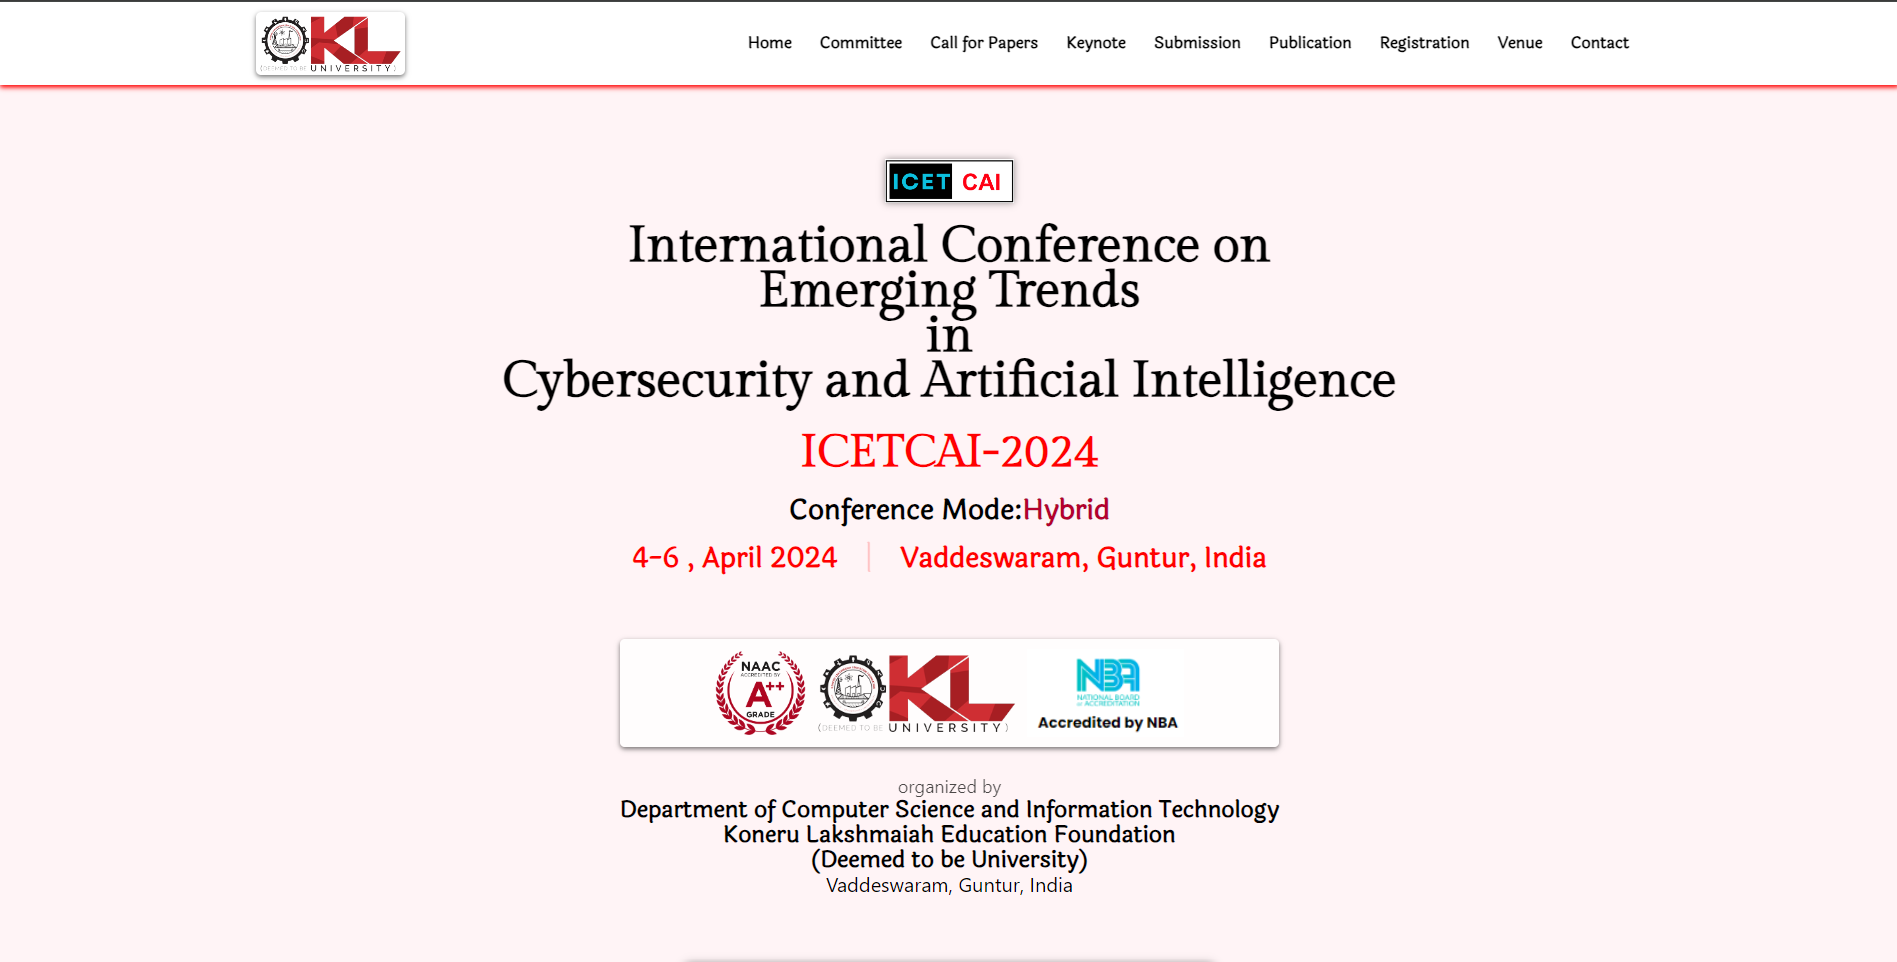 KL
(DEEMED TO BE UNIVERSITY)
Home Committee Call for Papers Keynote Submission Publication Registration Venue Contact
ICET CAI
International Conference on
Emerging Trends
in
Cybersecurity and Artificial Intelligence
ICETCAI-2024
Conference Mode:Hybrid
4-6 , April 2024 Vaddeswaram, Guntur, India
NAAC
ACCREDITED BY
A++
GRADE
KL
(DEEMED TO BE UNIVERSITY)
NBA
NATIONAL BOARD
of ACCREDITATION
Accredited by NBA
organized by
Department of Computer Science and Information Technology
Koneru Lakshmaiah Education Foundation
(Deemed to be University)
Vaddeswaram, Guntur, India